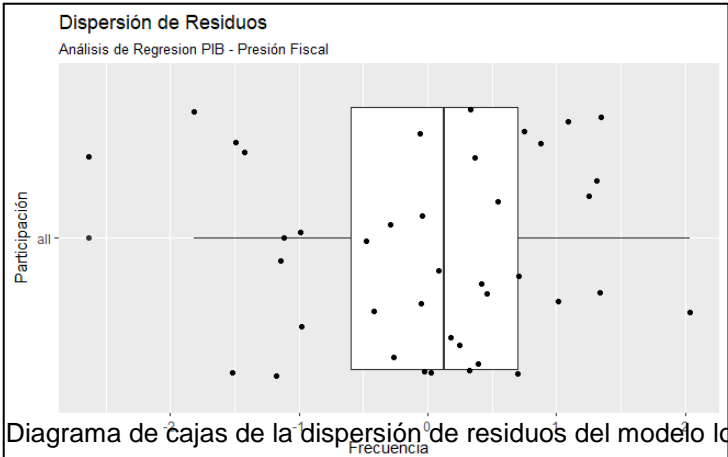 Dispersión de Residuos
Análisis de Regresion PIB - Presión Fiscal
Participación
all
-2 -1 0 1 2
Frecuencia
Diagrama de cajas de la dispersión de residuos del modelo